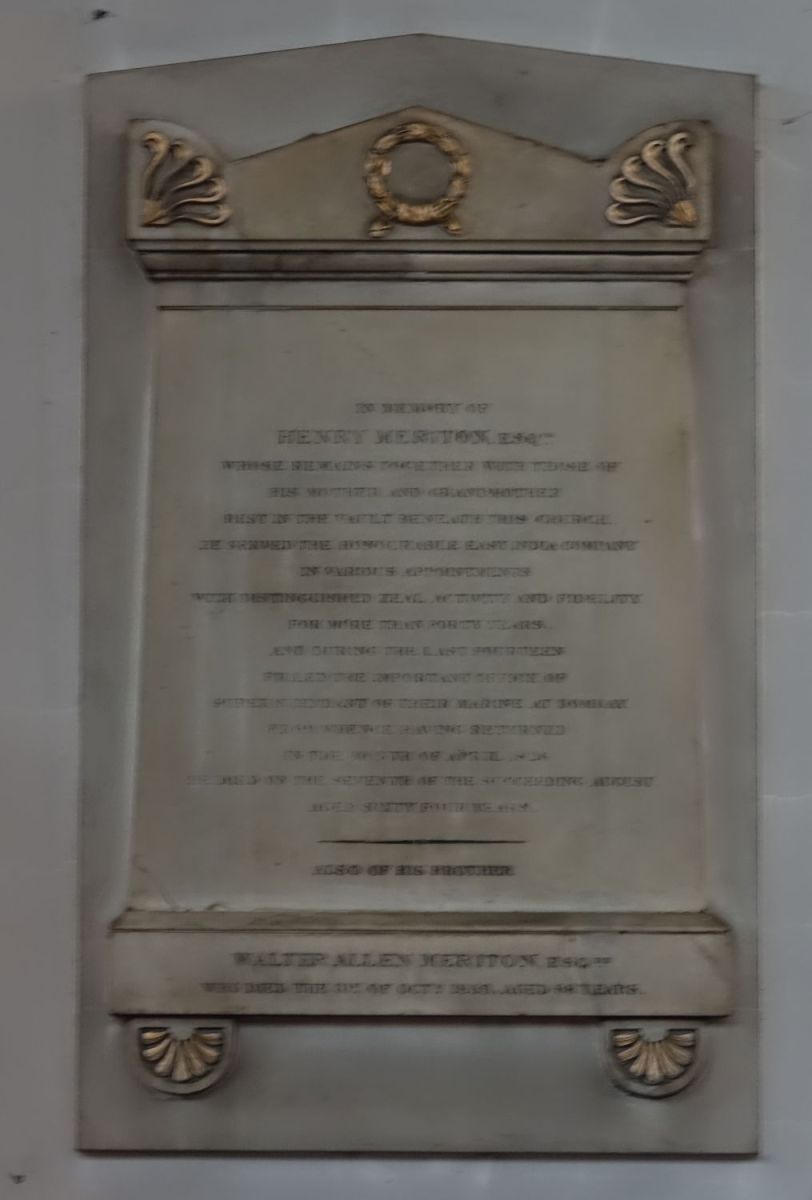 IN MEMORY OF
HENRY MERITON, ESQRE
WHOSE REMAINS TOGETHER WITH THOSE OF
HIS MOTHER AND GRANDMOTHER
REST IN THE VAULT BENEATH THIS CHURCH.
HE SERVED THE HONOURABLE EAST INDIA COMPANY
IN VARIOUS APPOINTMENTS
WITH DISTINGUISHED ZEAL, ACTIVITY AND FIDELITY
FOR MORE THAN FORTY YEARS.
AND DURING THE LAST FOURTEEN
FILLED THE IMPORTANT OFFICE OF
SUPERINTENDANT OF THEIR MARINE AT BOMBAY
FROM WHENCE HAVING RETURNED
IN THE MONTH OF APRIL
HE DIED ON THE SEVENTH OF THE SUCCEEDING AUGUST
AGED SIXTY FOUR YEARS.
ALSO OF HIS BROTHER
WALTER ALLEN MERITON, ESQRE
WHO DIED THE OF OCTR AGED YEARS.